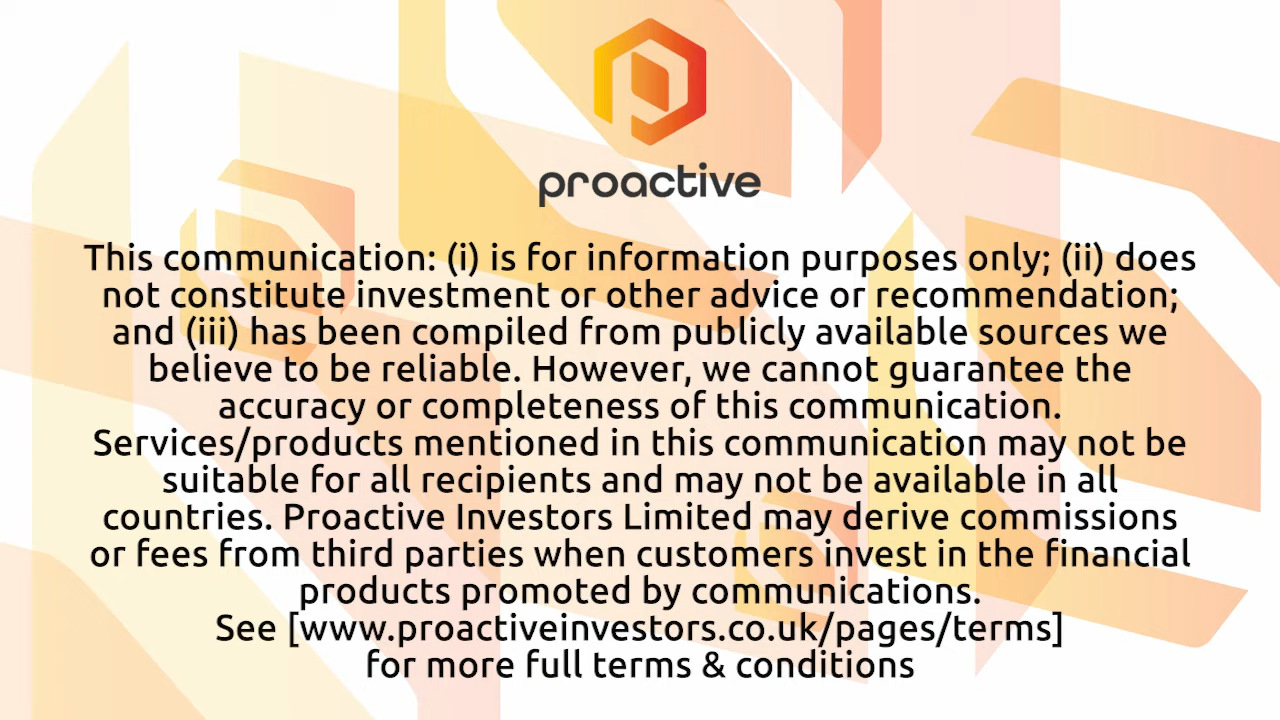 proactive
This communication: (i) is for information purposes only; (ii) does
not constitute investment or other advice or recommendation;
and (iii) has been compiled from publicly available sources we
believe to be reliable. However, we cannot guarantee the
accuracy or completeness of this communication.
Services/products mentioned in this communication may not be
suitable for all recipients and may not be available in all
countries. Proactive Investors Limited may derive commissions
or fees from third parties when customers invest in the financial
products promoted by communications.
See [www.proactiveinvestors.co.uk/pages/terms]
for more full terms & conditions